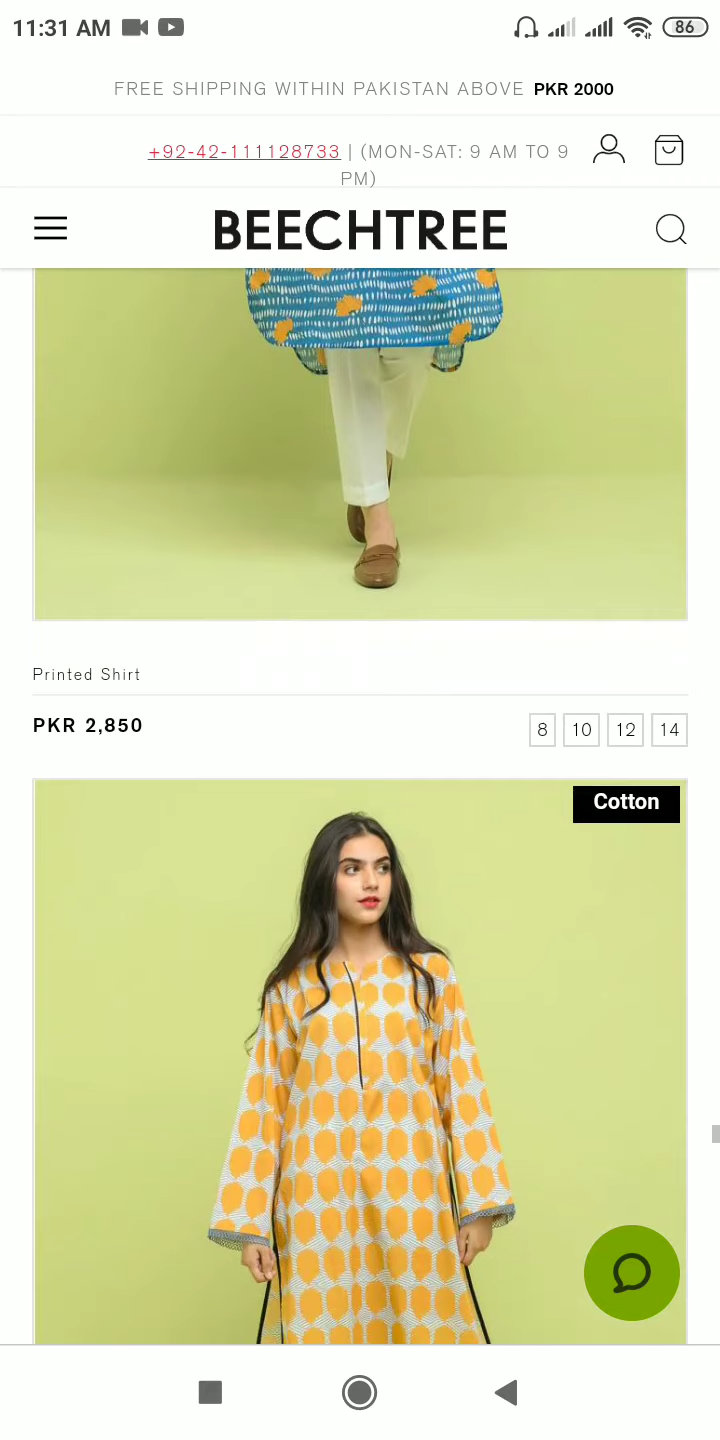 11:31 AM
86
FREE SHIPPING WITHIN PAKISTAN ABOVE PKR 2000
+92-42-111128733 | (MON-SAT: 9 AM TO 9
PM)
BEECHTREE
Printed Shirt
PKR 2,850
8 10 12 14
Cotton